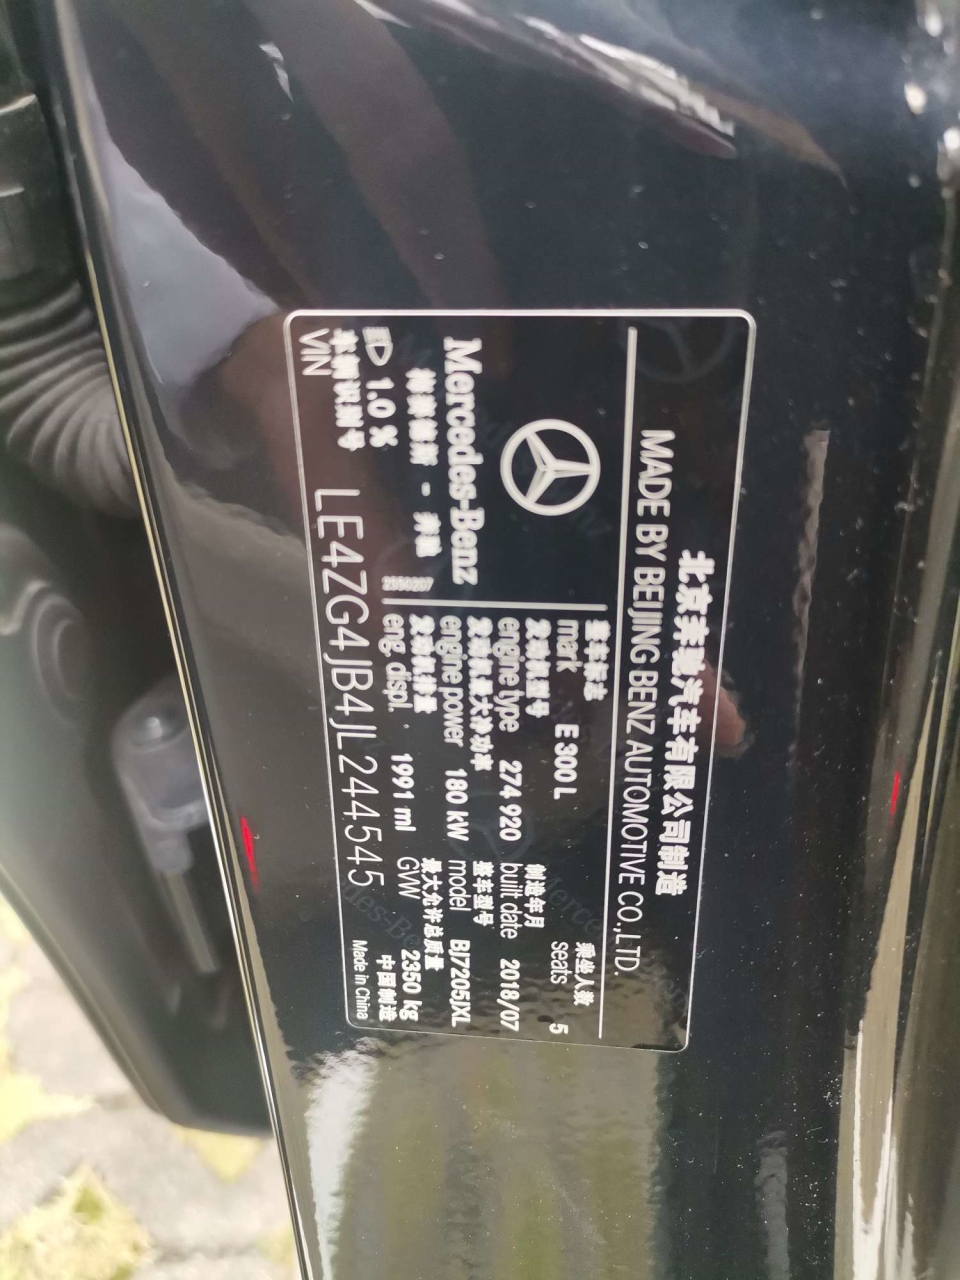 北京奔驰汽车有限公司制造
MADE BY BEIJING BENZ AUTOMOTIVE CO.,LTD.
整车标志
mark E 300 L
乘坐人数
seats 5
发动机型号
engine type 274 920
制造年月
built date 2018/07
发动机最大净功率
engine power 180 kW
整车型号
model BJ7205JXL
发动机排量
eng. displ. 1991 ml
最大允许总质量
GVW 2350 kg
Mercedes-Benz
梅赛德斯 - 奔驰
2550207
1.0 %
车辆识别号
VIN LE4ZG4JB4JL244545
中国制造
Made in China